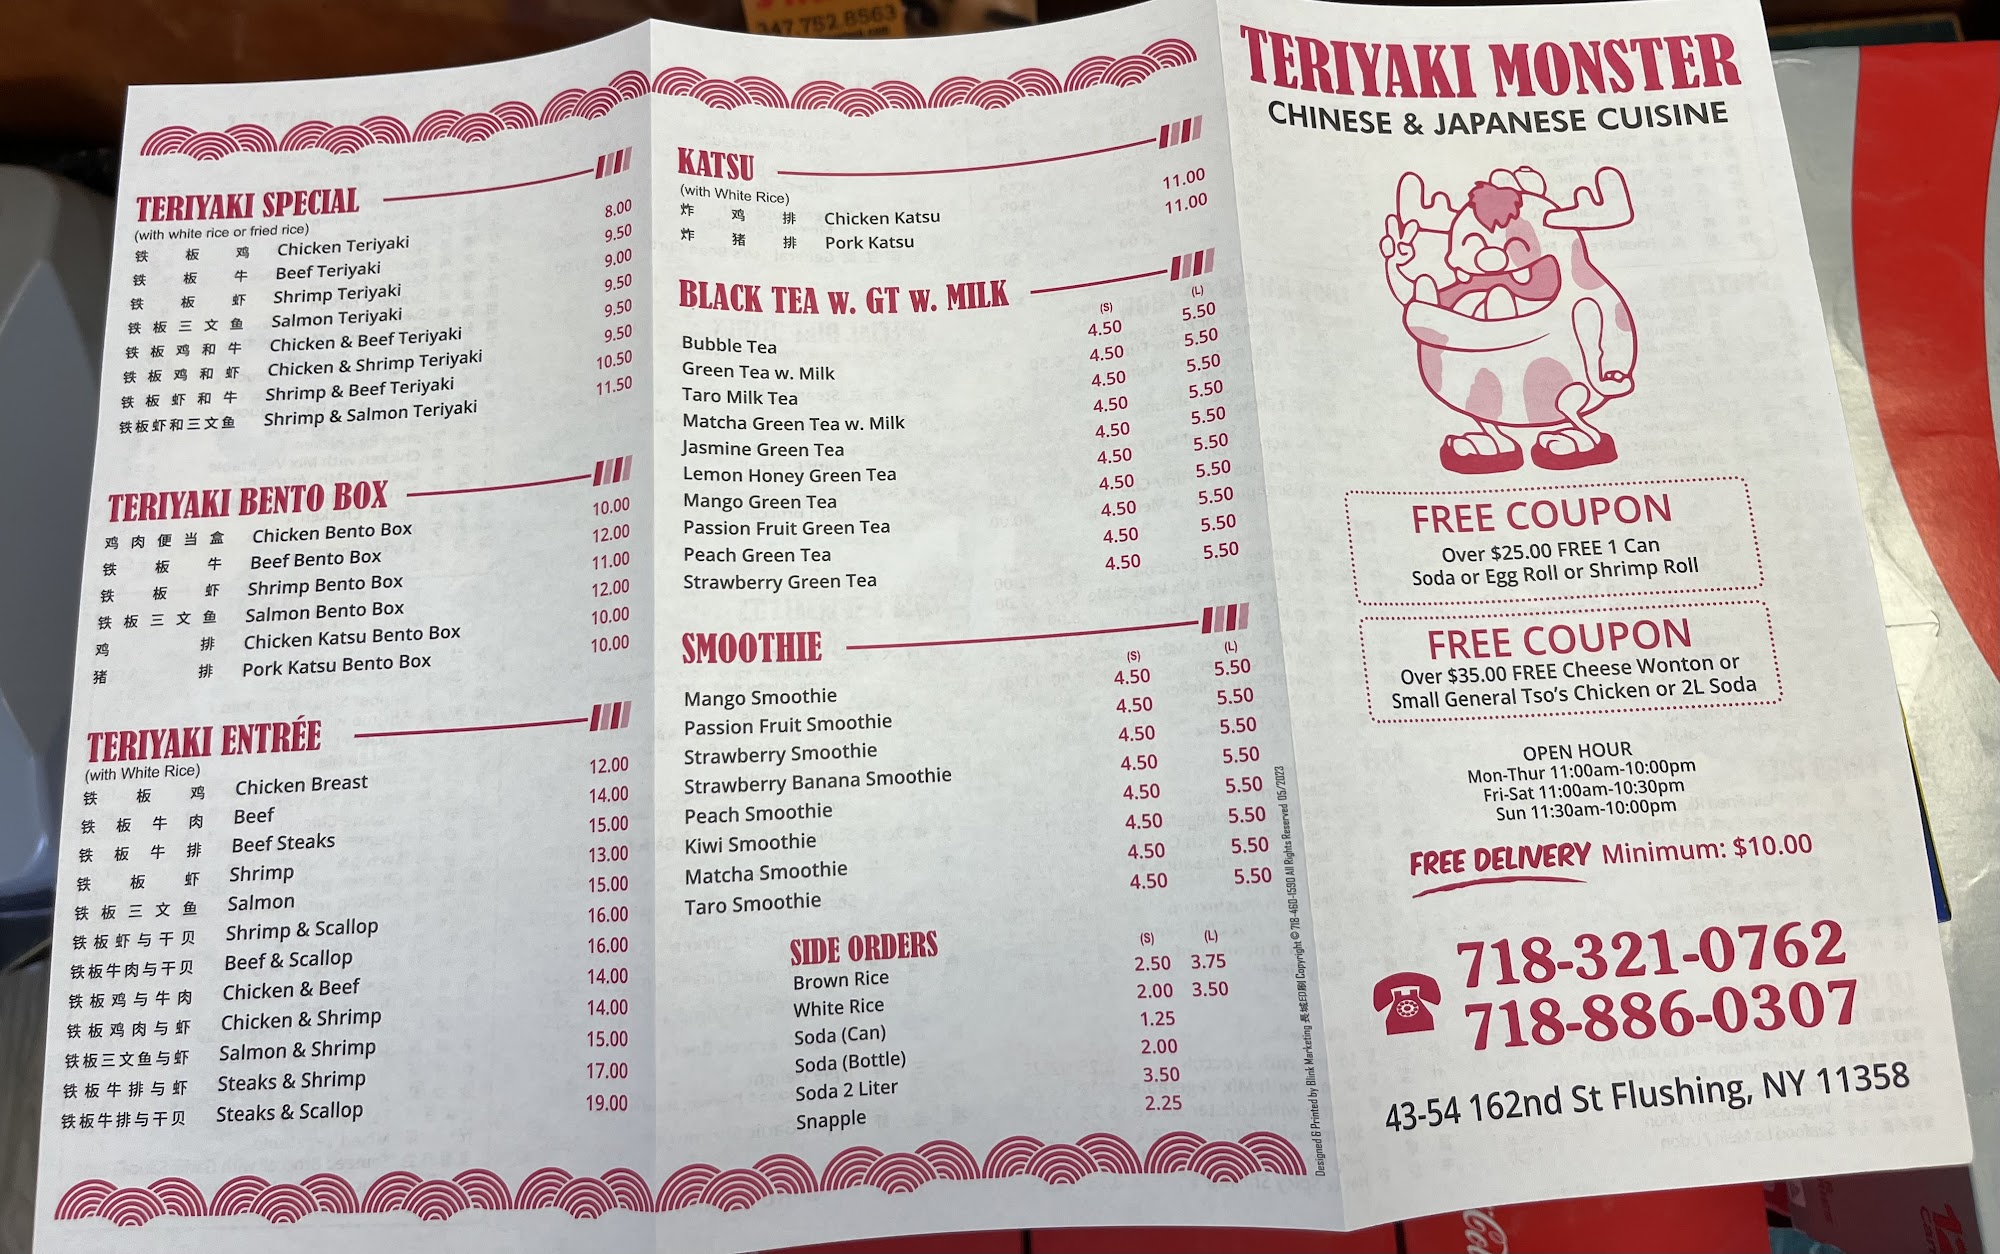 347.752.8563
TERIYAKI SPECIAL
(with white rice or fried rice)
铁板鸡 Chicken Teriyaki 8.00
铁板牛 Beef Teriyaki 9.50
铁板虾 Shrimp Teriyaki 9.00
铁板三文鱼 Salmon Teriyaki 9.50
铁板鸡和牛 Chicken & Beef Teriyaki 9.50
铁板鸡和虾 Chicken & Shrimp Teriyaki 9.50
铁板虾和牛 Shrimp & Beef Teriyaki 10.50
铁板虾和三文鱼 Shrimp & Salmon Teriyaki 11.50
TERIYAKI BENTO BOX
鸡肉便当盒 Chicken Bento Box 10.00
铁板牛 Beef Bento Box 12.00
铁板虾 Shrimp Bento Box 11.00
铁板三文鱼 Salmon Bento Box 12.00
鸡排 Chicken Katsu Bento Box 10.00
猪排 Pork Katsu Bento Box 10.00
TERIYAKI ENTRÉE
(with White Rice)
铁板鸡 Chicken Breast 12.00
铁板牛肉 Beef 14.00
铁板牛排 Beef Steaks 15.00
铁板虾 Shrimp 13.00
铁板三文鱼 Salmon 15.00
铁板虾与干贝 Shrimp & Scallop 16.00
铁板牛肉与干贝 Beef & Scallop 16.00
铁板鸡与牛肉 Chicken & Beef 14.00
铁板鸡肉与虾 Chicken & Shrimp 14.00
铁板三文鱼与虾 Salmon & Shrimp 15.00
铁板牛排与虾 Steaks & Shrimp 17.00
铁板牛排与干贝 Steaks & Scallop 19.00
KATSU
(with White Rice)
炸鸡排 Chicken Katsu 11.00
炸猪排 Pork Katsu 11.00
BLACK TEA w. GT w. MILK
(S) (L)
Bubble Tea 4.50 5.50
Green Tea w. Milk 4.50 5.50
Taro Milk Tea 4.50 5.50
Matcha Green Tea w. Milk 4.50 5.50
Jasmine Green Tea 4.50 5.50
Lemon Honey Green Tea 4.50 5.50
Mango Green Tea 4.50 5.50
Passion Fruit Green Tea 4.50 5.50
Peach Green Tea 4.50 5.50
Strawberry Green Tea 4.50 5.50
SMOOTHIE
(S) (L)
Mango Smoothie 4.50 5.50
Passion Fruit Smoothie 4.50 5.50
Strawberry Smoothie 4.50 5.50
Strawberry Banana Smoothie 4.50 5.50
Peach Smoothie 4.50 5.50
Kiwi Smoothie 4.50 5.50
Matcha Smoothie 4.50 5.50
Taro Smoothie 4.50 5.50
SIDE ORDERS (S) (L)
Brown Rice 2.50 3.75
White Rice 2.00 3.50
Soda (Can) 1.25
Soda (Bottle) 2.00
Soda 2 Liter 3.50
Snapple 2.25
Designed & Printed by Blink Marketing 長城印刷 Copyright © 718-460-1590 All Rights Reserved 05/2023
TERIYAKI MONSTER
CHINESE & JAPANESE CUISINE
FREE COUPON
Over $25.00 FREE 1 Can
Soda or Egg Roll or Shrimp Roll
FREE COUPON
Over $35.00 FREE Cheese Wonton or
Small General Tso's Chicken or 2L Soda
OPEN HOUR
Mon-Thur 11:00am-10:00pm
Fri-Sat 11:00am-10:30pm
Sun 11:30am-10:00pm
FREE DELIVERY Minimum: $10.00
718-321-0762
718-886-0307
43-54 162nd St Flushing, NY 11358